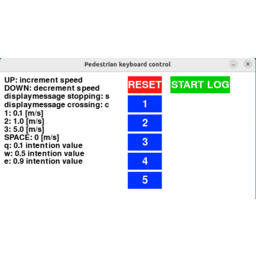 Pedestrian keyboard control
UP: increment speed
DOWN: decrement speed
displaymessage stopping: s
displaymessage crossing: c
1: 0.1 [m/s]
2: 1.0 [m/s]
3: 5.0 [m/s]
SPACE: 0 [m/s]
q: 0.1 intention value
w: 0.5 intention value
e: 0.9 intention value
RESET
START LOG
1
2
3
4
5